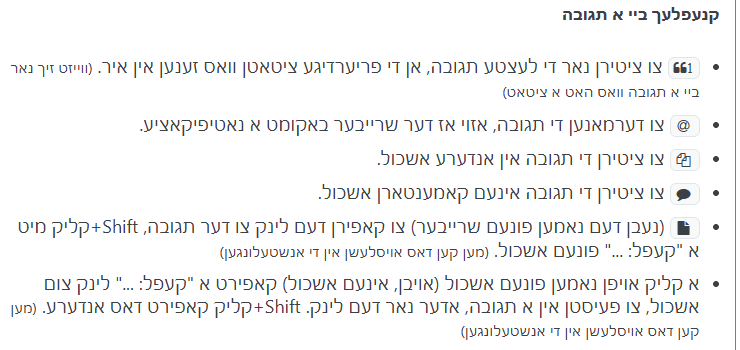 קנעפלעך ביי א תגובה
❝1 צו ציטירן נאר די לעצטע תגובה, אן די פריערדיגע ציטאטן וואס זענען אין איר. (ווייזט זיך נאר
ביי א תגובה וואס האט א ציטאט)
@ צו דערמאנען די תגובה, אזוי אז דער שרייבער באקומט א נאטיפיקאציע.
צו ציטירן די תגובה אין אנדערע אשכול.
צו ציטירן די תגובה אינעם קאמענטארן אשכול.
(נעבן דעם נאמען פונעם שרייבער) צו קאפירן דעם לינק צו דער תגובה, Shift+קליק מיט
א "קעפל: ..." פונעם אשכול. (מען קען דאס אויסלעשן אין די אנשטעלונגען)
א קליק אויפן נאמען פונעם אשכול (אויבן, אינעם אשכול) קאפירט א "קעפל: ..." לינק צום
אשכול, צו פעיסטן אין א תגובה, אדער נאר דעם לינק. Shift+קליק קאפירט דאס אנדערע. (מען
קען דאס אויסלעשן אין די אנשטעלונגען)